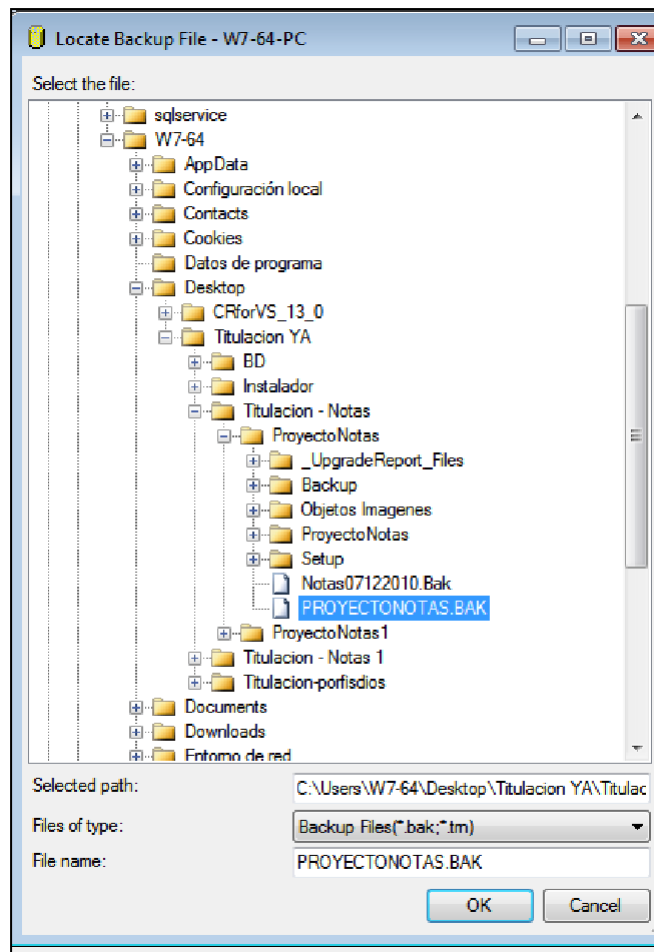 Locate Backup File - W7-64-PC
Select the file:
sqlservice
W7-64
AppData
Configuración local
Contacts
Cookies
Datos de programa
Desktop
CRforVS_13_0
Titulacion YA
BD
Instalador
Titulacion - Notas
ProyectoNotas
_UpgradeReport_Files
Backup
Objetos Imagenes
ProyectoNotas
Setup
Notas07122010.Bak
PROYECTONOTAS.BAK
ProyectoNotas1
Titulacion - Notas 1
Titulacion-porfisdios
Documents
Downloads
Entorno de red
Selected path: C:\Users\W7-64\Desktop\Titulacion YA\Titulac
Files of type: Backup Files(*.bak;*.trn)
File name: PROYECTONOTAS.BAK
OK Cancel